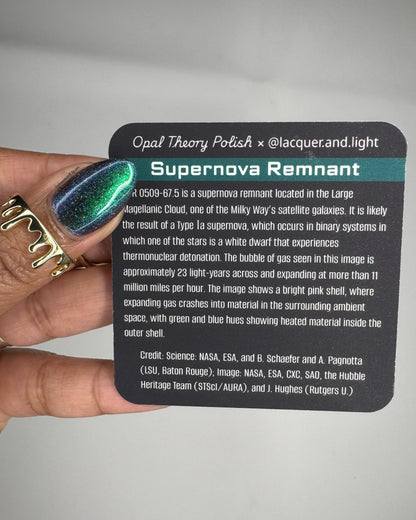 Opal Theory Polish × @lacquer.and.light
Supernova Remnant
R 0509-67.5 is a supernova remnant located in the Large
Magellanic Cloud, one of the Milky Way's satellite galaxies. It is likely
the result of a Type Ia supernova, which occurs in binary systems in
which one of the stars is a white dwarf that experiences
thermonuclear detonation. The bubble of gas seen in this image is
approximately 23 light-years across and expanding at more than 11
million miles per hour. The image shows a bright pink shell, where
expanding gas crashes into material in the surrounding ambient
space, with green and blue hues showing heated material inside the
outer shell.
Credit: Science: NASA, ESA, and B. Schaefer and A. Pagnotta
(LSU, Baton Rouge); Image: NASA, ESA, CXC, SAO, the Hubble
Heritage Team (STScI/AURA), and J. Hughes (Rutgers U.)